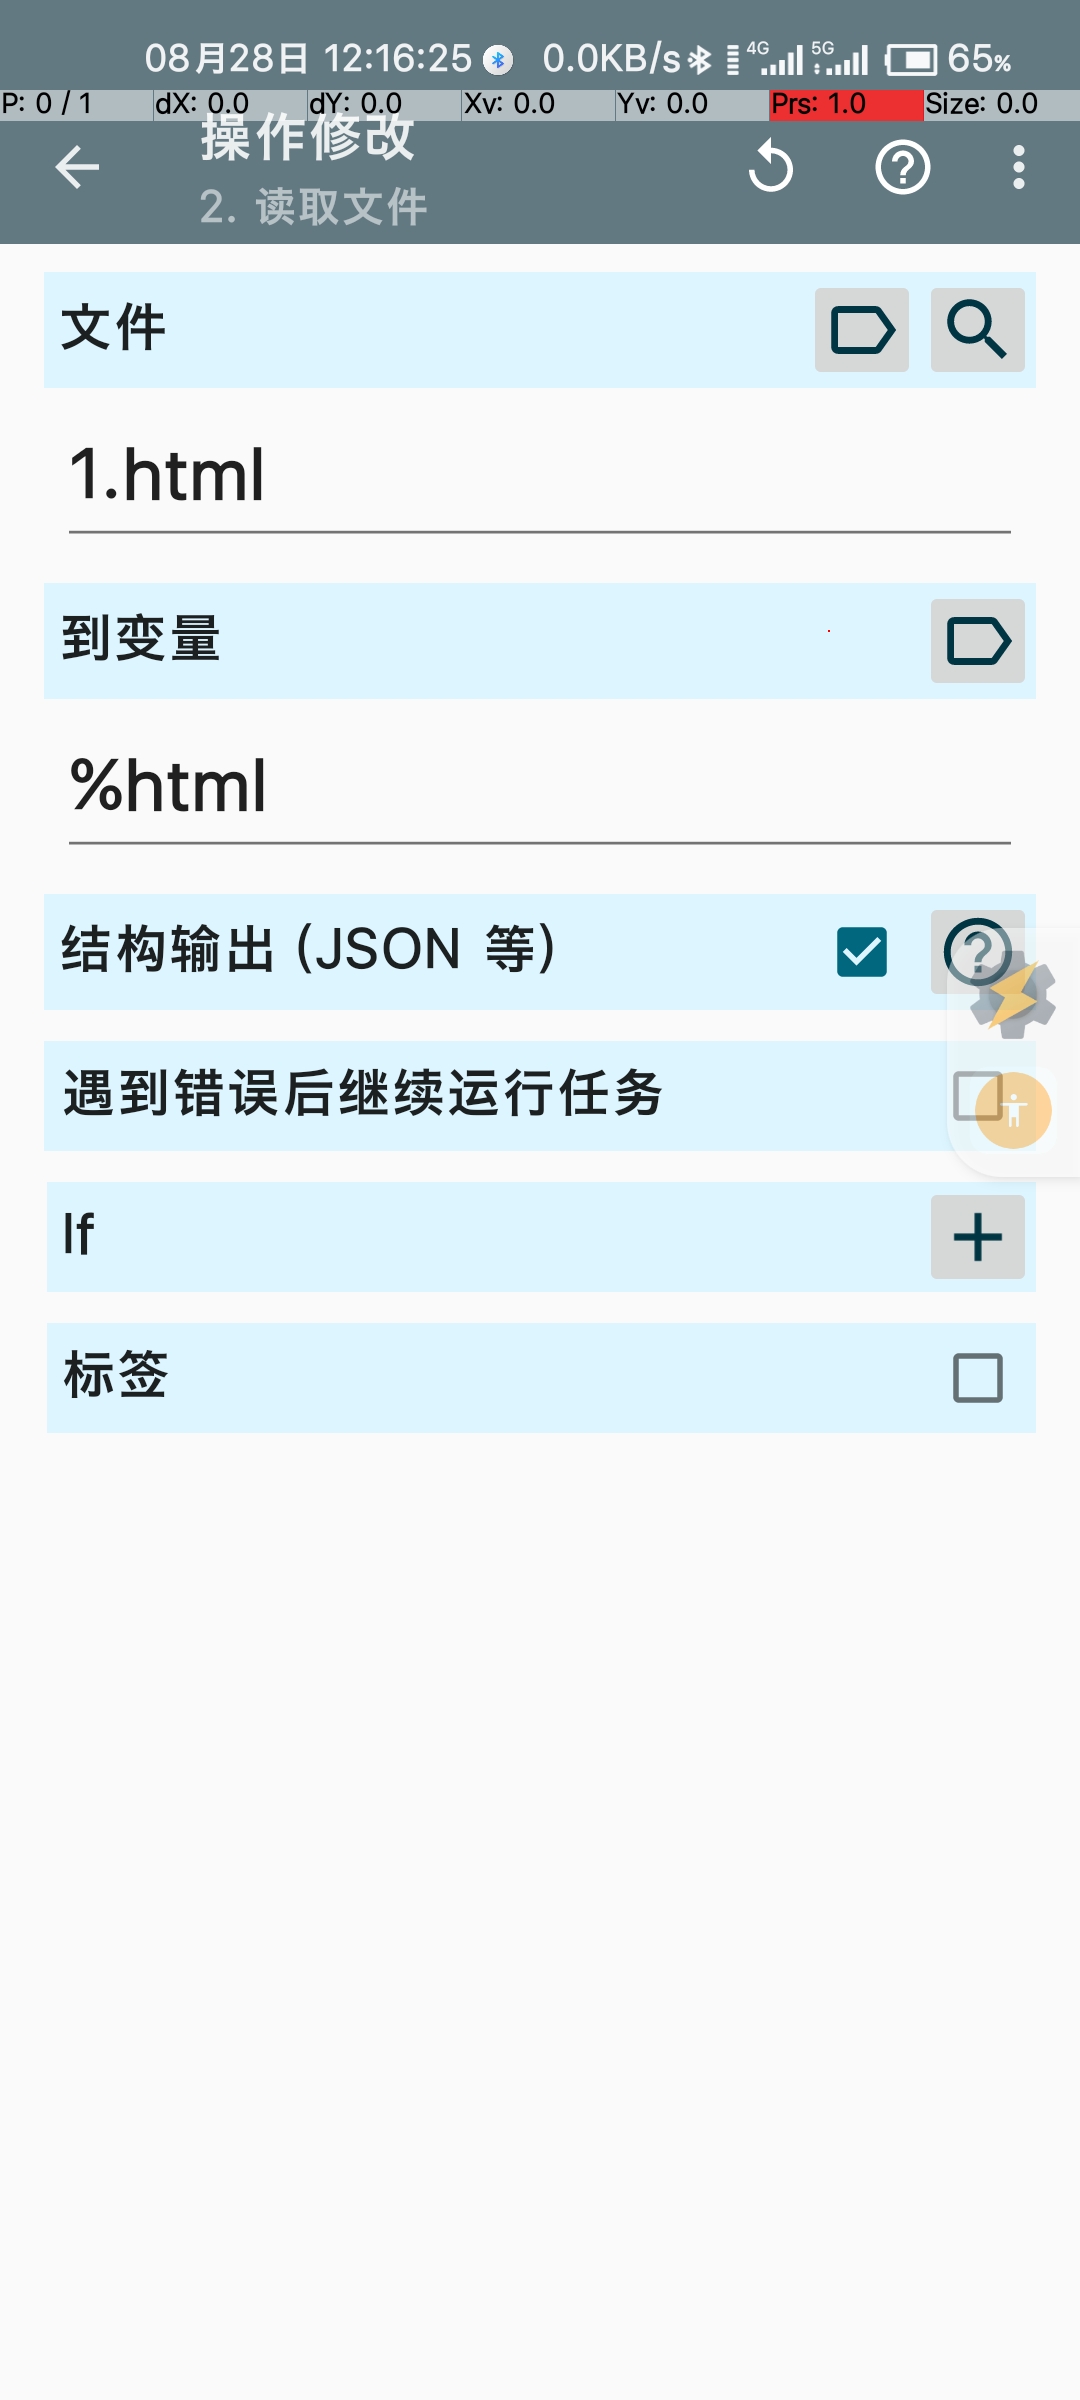 08月28日 12:16:25 0.0KB/s 4G 5G 65%
P: 0 / 1 dX: 0.0 dY: 0.0 Xv: 0.0 Yv: 0.0 Prs: 1.0 Size: 0.0
操作修改
2. 读取文件
文件
1.html
到变量
%html
结构输出 (JSON 等)
遇到错误后继续运行任务
If
标签